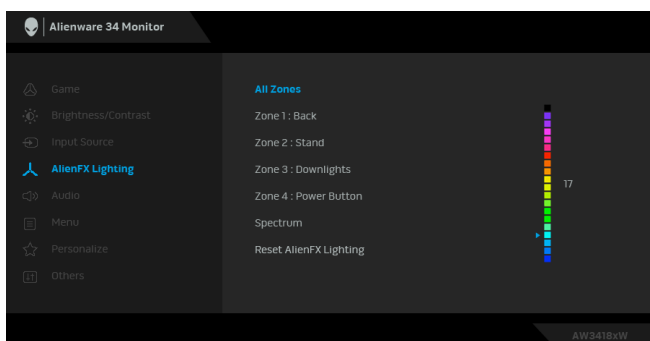 Alienware 34 Monitor
Game
Brightness/Contrast
Input Source
AlienFX Lighting
Audio
Menu
Personalize
Others
All Zones
Zone 1 : Back
Zone 2 : Stand
Zone 3 : Downlights
Zone 4 : Power Button
Spectrum
Reset AlienFX Lighting
17
AW3418xW